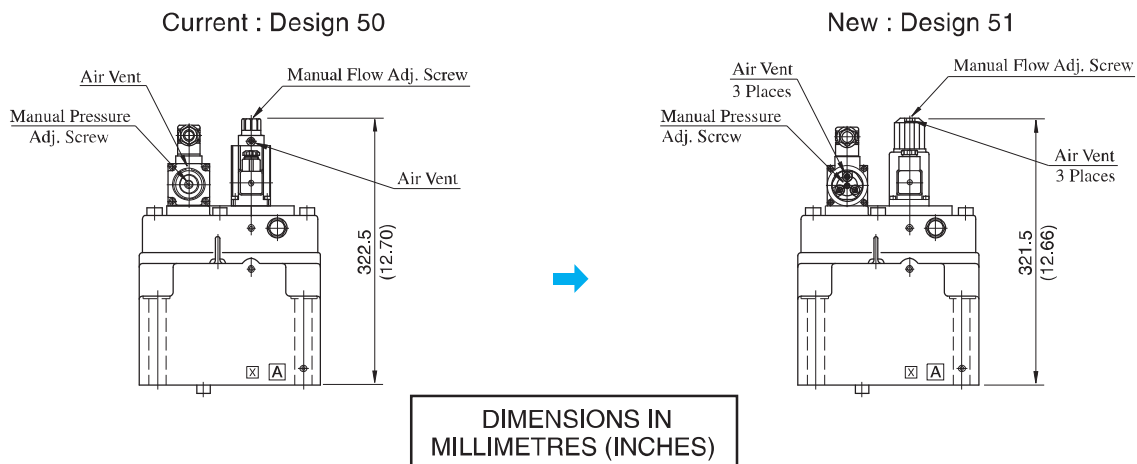 Current : Design 50
Air Vent
Manual Flow Adj. Screw
Manual Pressure
Adj. Screw
Air Vent
322.5
(12.70)
X
A
New : Design 51
Air Vent
3 Places
Manual Flow Adj. Screw
Manual Pressure
Adj. Screw
Air Vent
3 Places
321.5
(12.66)
X
A
DIMENSIONS IN
MILLIMETRES (INCHES)